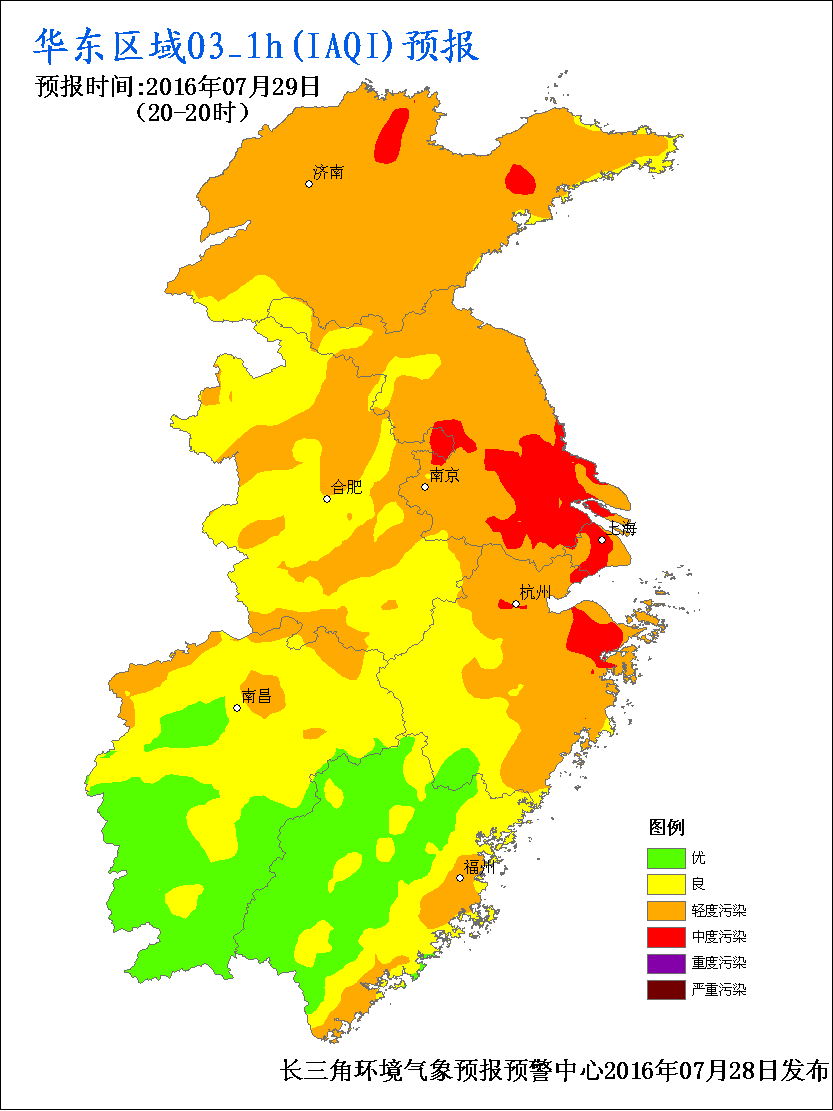 华东区域O3_1h(IAQI)预报
预报时间:2016年07月29日
(20-20时)
济南
南京
合肥
上海
杭州
南昌
福州
图例
优
良
轻度污染
中度污染
重度污染
严重污染
长三角环境气象预报预警中心2016年07月28日发布